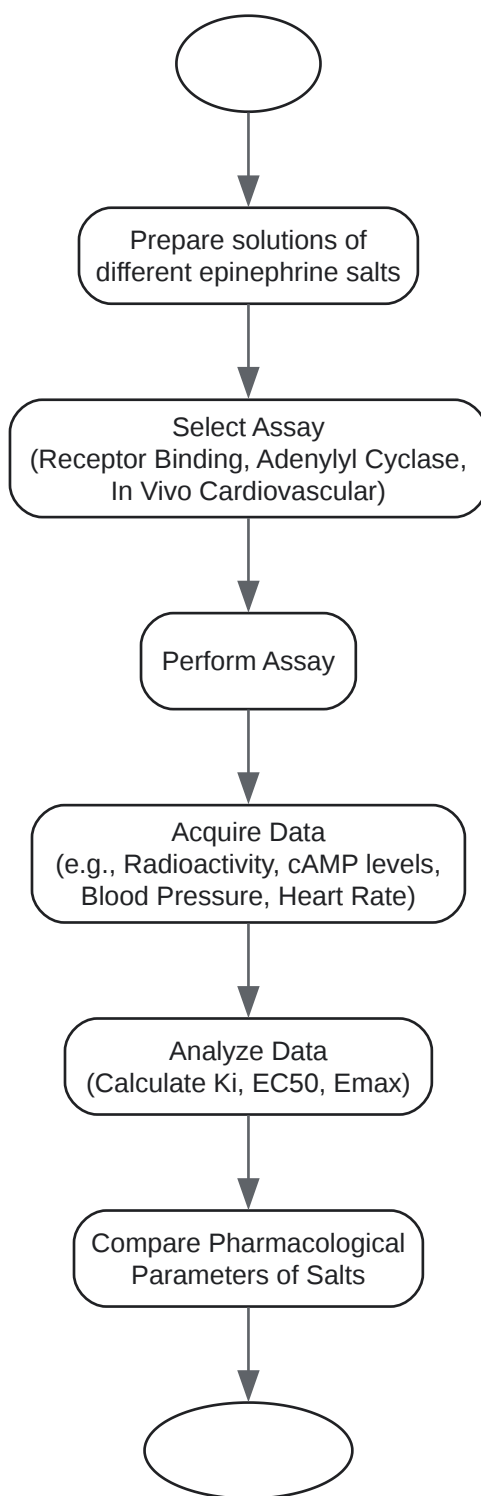 Prepare solutions of
different epinephrine salts
Select Assay
(Receptor Binding, Adenylyl Cyclase,
In Vivo Cardiovascular)
Perform Assay
Acquire Data
(e.g., Radioactivity, cAMP levels,
Blood Pressure, Heart Rate)
Analyze Data
(Calculate Ki, EC50, Emax)
Compare Pharmacological
Parameters of Salts